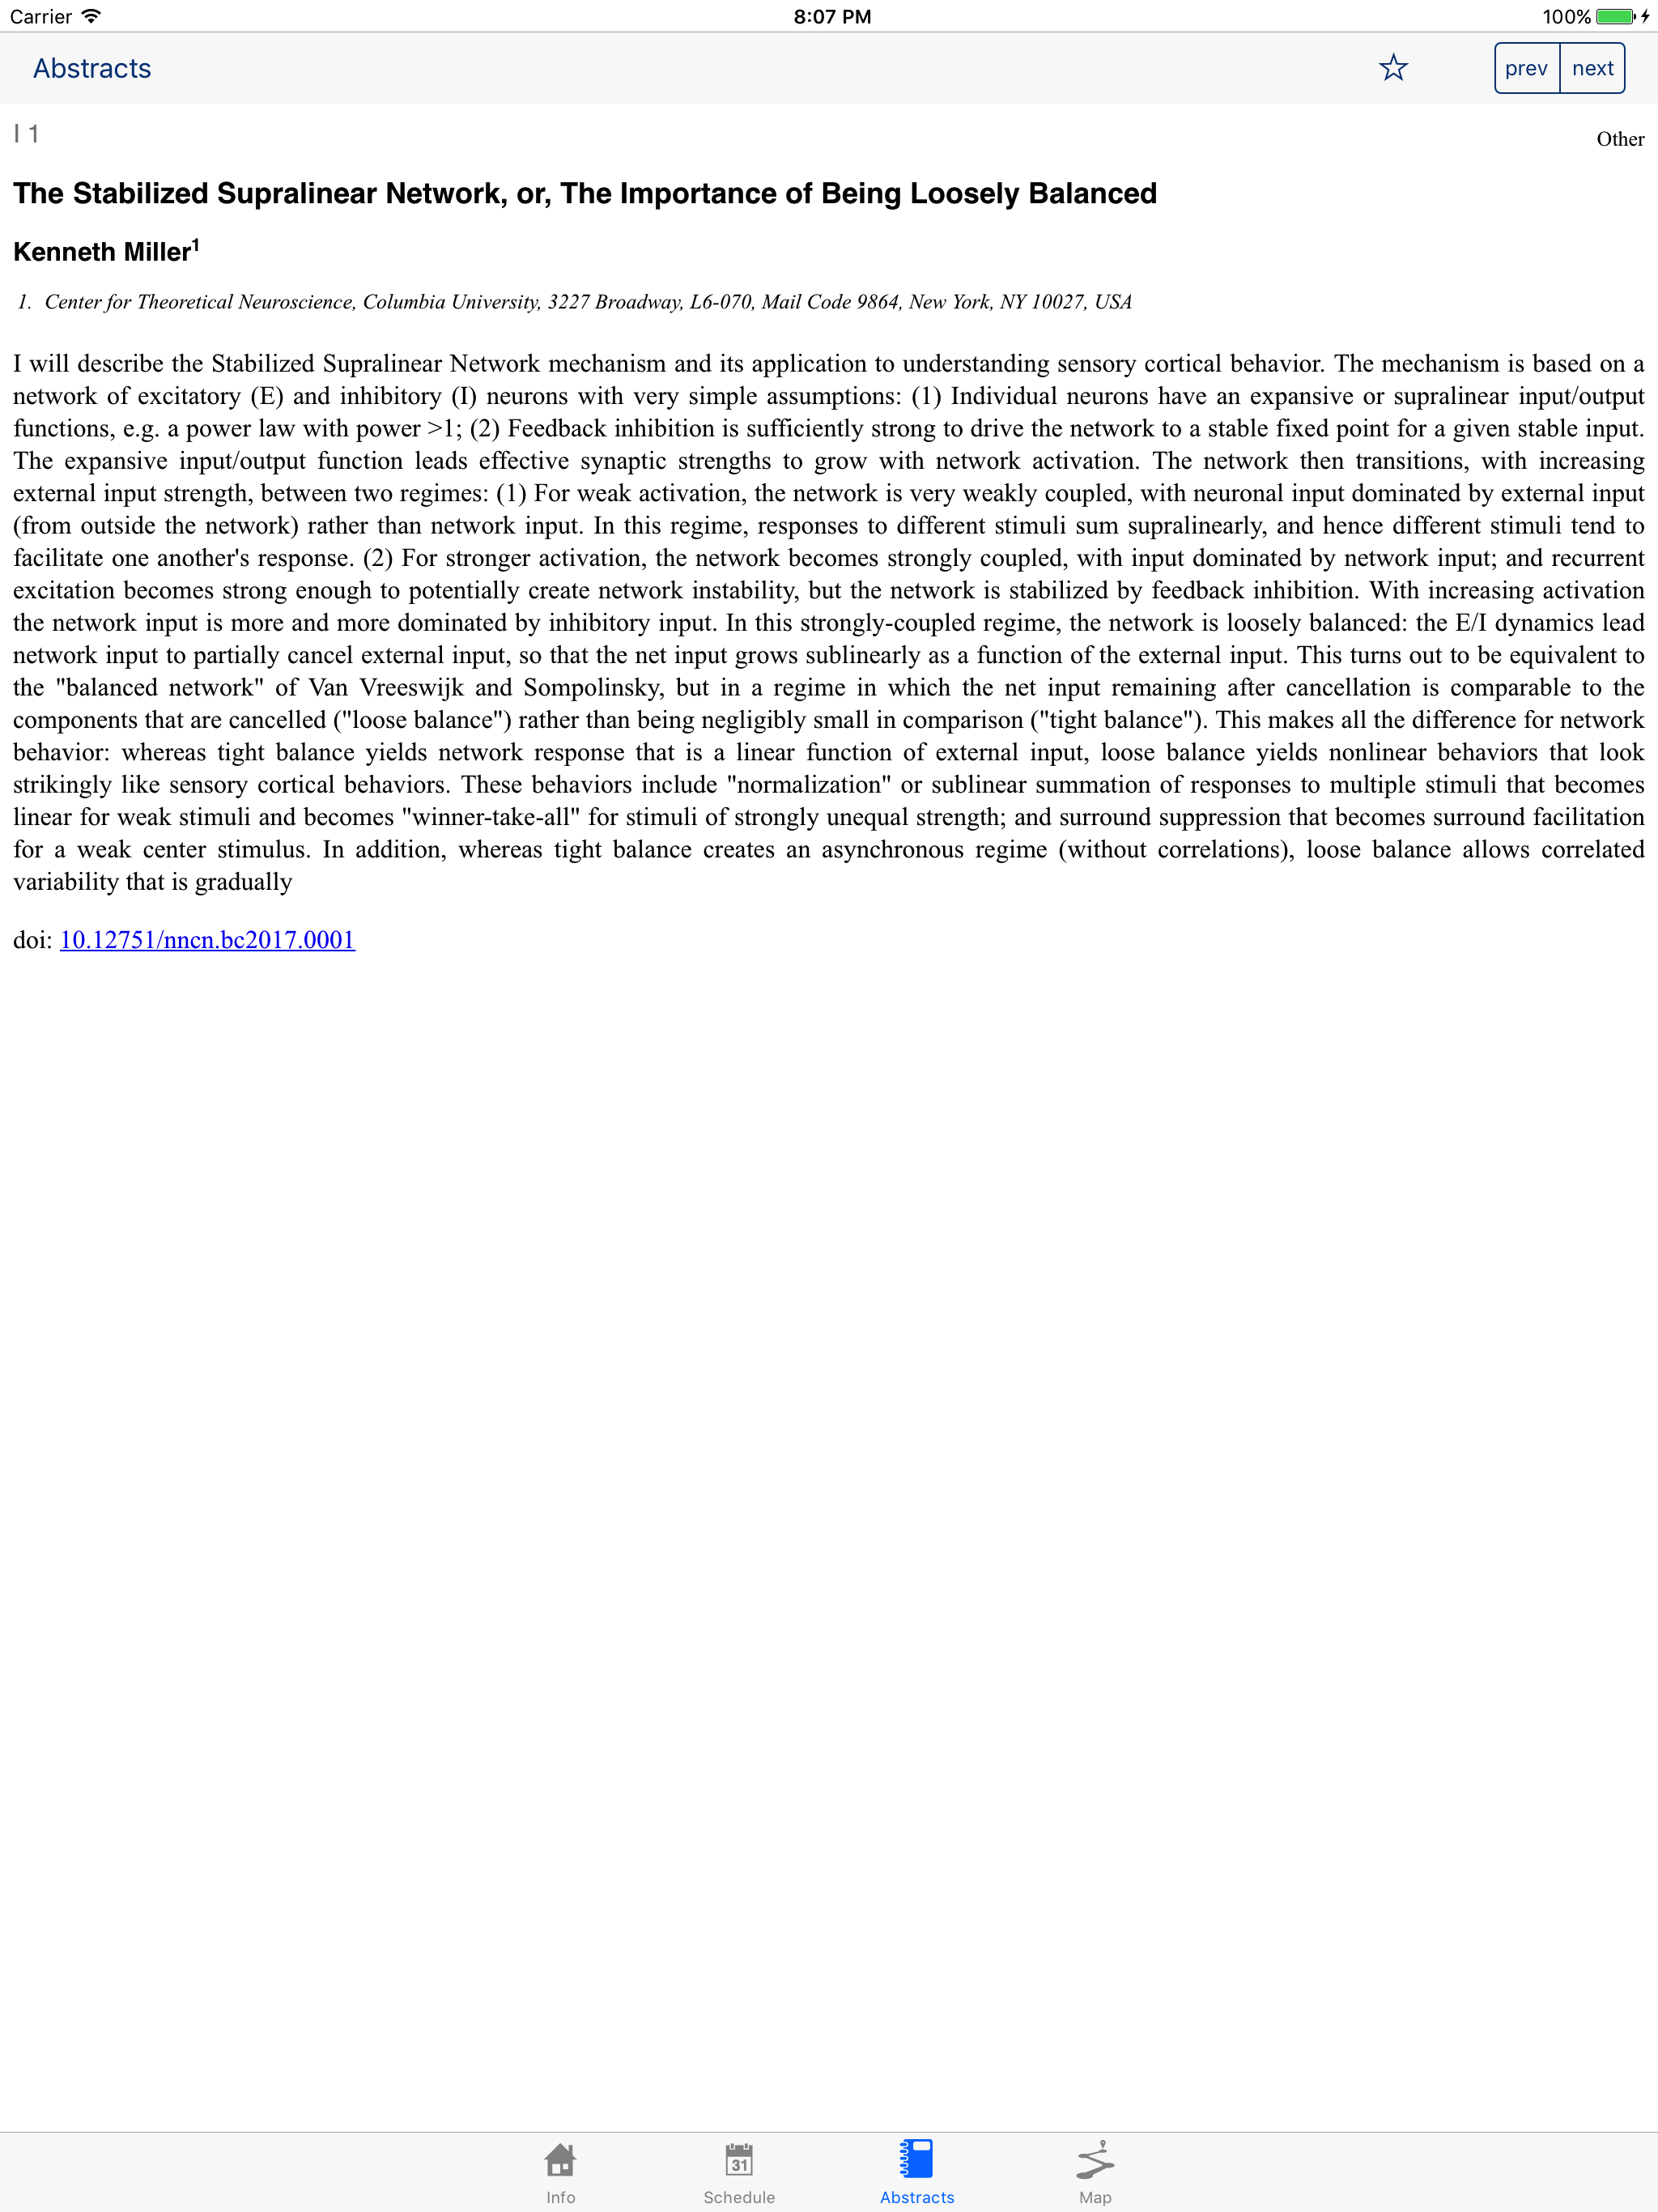 Carrier
8:07 PM
100%
Abstracts
prev
next
I 1
Other
The Stabilized Supralinear Network, or, The Importance of Being Loosely Balanced
Kenneth Miller1
1. Center for Theoretical Neuroscience, Columbia University, 3227 Broadway, L6-070, Mail Code 9864, New York, NY 10027, USA
I will describe the Stabilized Supralinear Network mechanism and its application to understanding sensory cortical behavior. The mechanism is based on a
network of excitatory (E) and inhibitory (I) neurons with very simple assumptions: (1) Individual neurons have an expansive or supralinear input/output
functions, e.g. a power law with power >1; (2) Feedback inhibition is sufficiently strong to drive the network to a stable fixed point for a given stable input.
The expansive input/output function leads effective synaptic strengths to grow with network activation. The network then transitions, with increasing
external input strength, between two regimes: (1) For weak activation, the network is very weakly coupled, with neuronal input dominated by external input
(from outside the network) rather than network input. In this regime, responses to different stimuli sum supralinearly, and hence different stimuli tend to
facilitate one another's response. (2) For stronger activation, the network becomes strongly coupled, with input dominated by network input; and recurrent
excitation becomes strong enough to potentially create network instability, but the network is stabilized by feedback inhibition. With increasing activation
the network input is more and more dominated by inhibitory input. In this strongly-coupled regime, the network is loosely balanced: the E/I dynamics lead
network input to partially cancel external input, so that the net input grows sublinearly as a function of the external input. This turns out to be equivalent to
the "balanced network" of Van Vreeswijk and Sompolinsky, but in a regime in which the net input remaining after cancellation is comparable to the
components that are cancelled ("loose balance") rather than being negligibly small in comparison ("tight balance"). This makes all the difference for network
behavior: whereas tight balance yields network response that is a linear function of external input, loose balance yields nonlinear behaviors that look
strikingly like sensory cortical behaviors. These behaviors include "normalization" or sublinear summation of responses to multiple stimuli that becomes
linear for weak stimuli and becomes "winner-take-all" for stimuli of strongly unequal strength; and surround suppression that becomes surround facilitation
for a weak center stimulus. In addition, whereas tight balance creates an asynchronous regime (without correlations), loose balance allows correlated
variability that is gradually
doi: 10.12751/nncn.bc2017.0001
31
Info
Schedule
Abstracts
Map